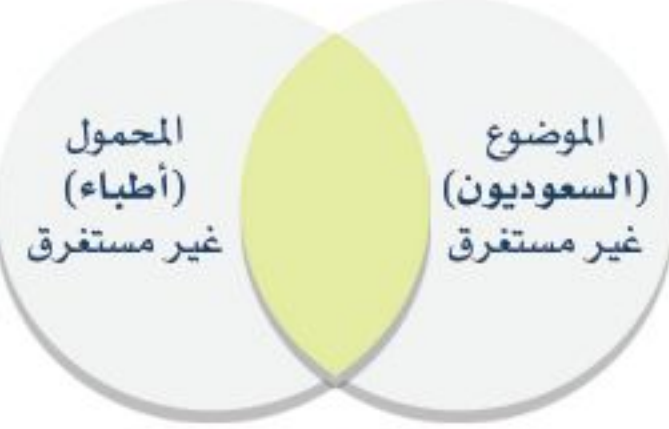 الموضوع
(السعوديون)
غير مستغرق
المحمول
(أطباء)
غير مستغرق